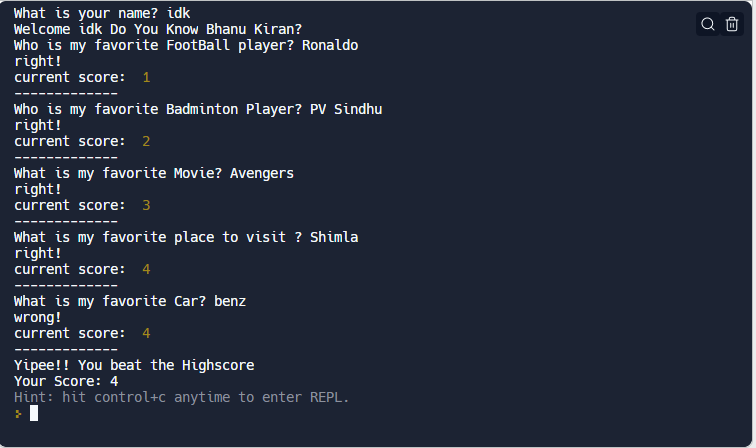 What is your name? idk
Welcome idk Do You Know Bhanu Kiran?
Who is my favorite FootBall player? Ronaldo
right!
current score:  1
-------------
Who is my favorite Badminton Player? PV Sindhu
right!
current score:  2
-------------
What is my favorite Movie? Avengers
right!
current score:  3
-------------
What is my favorite place to visit ? Shimla
right!
current score:  4
-------------
What is my favorite Car? benz
wrong!
current score:  4
-------------
Yipee!! You beat the Highscore
Your Score: 4
Hint: hit control+c anytime to enter REPL.
>